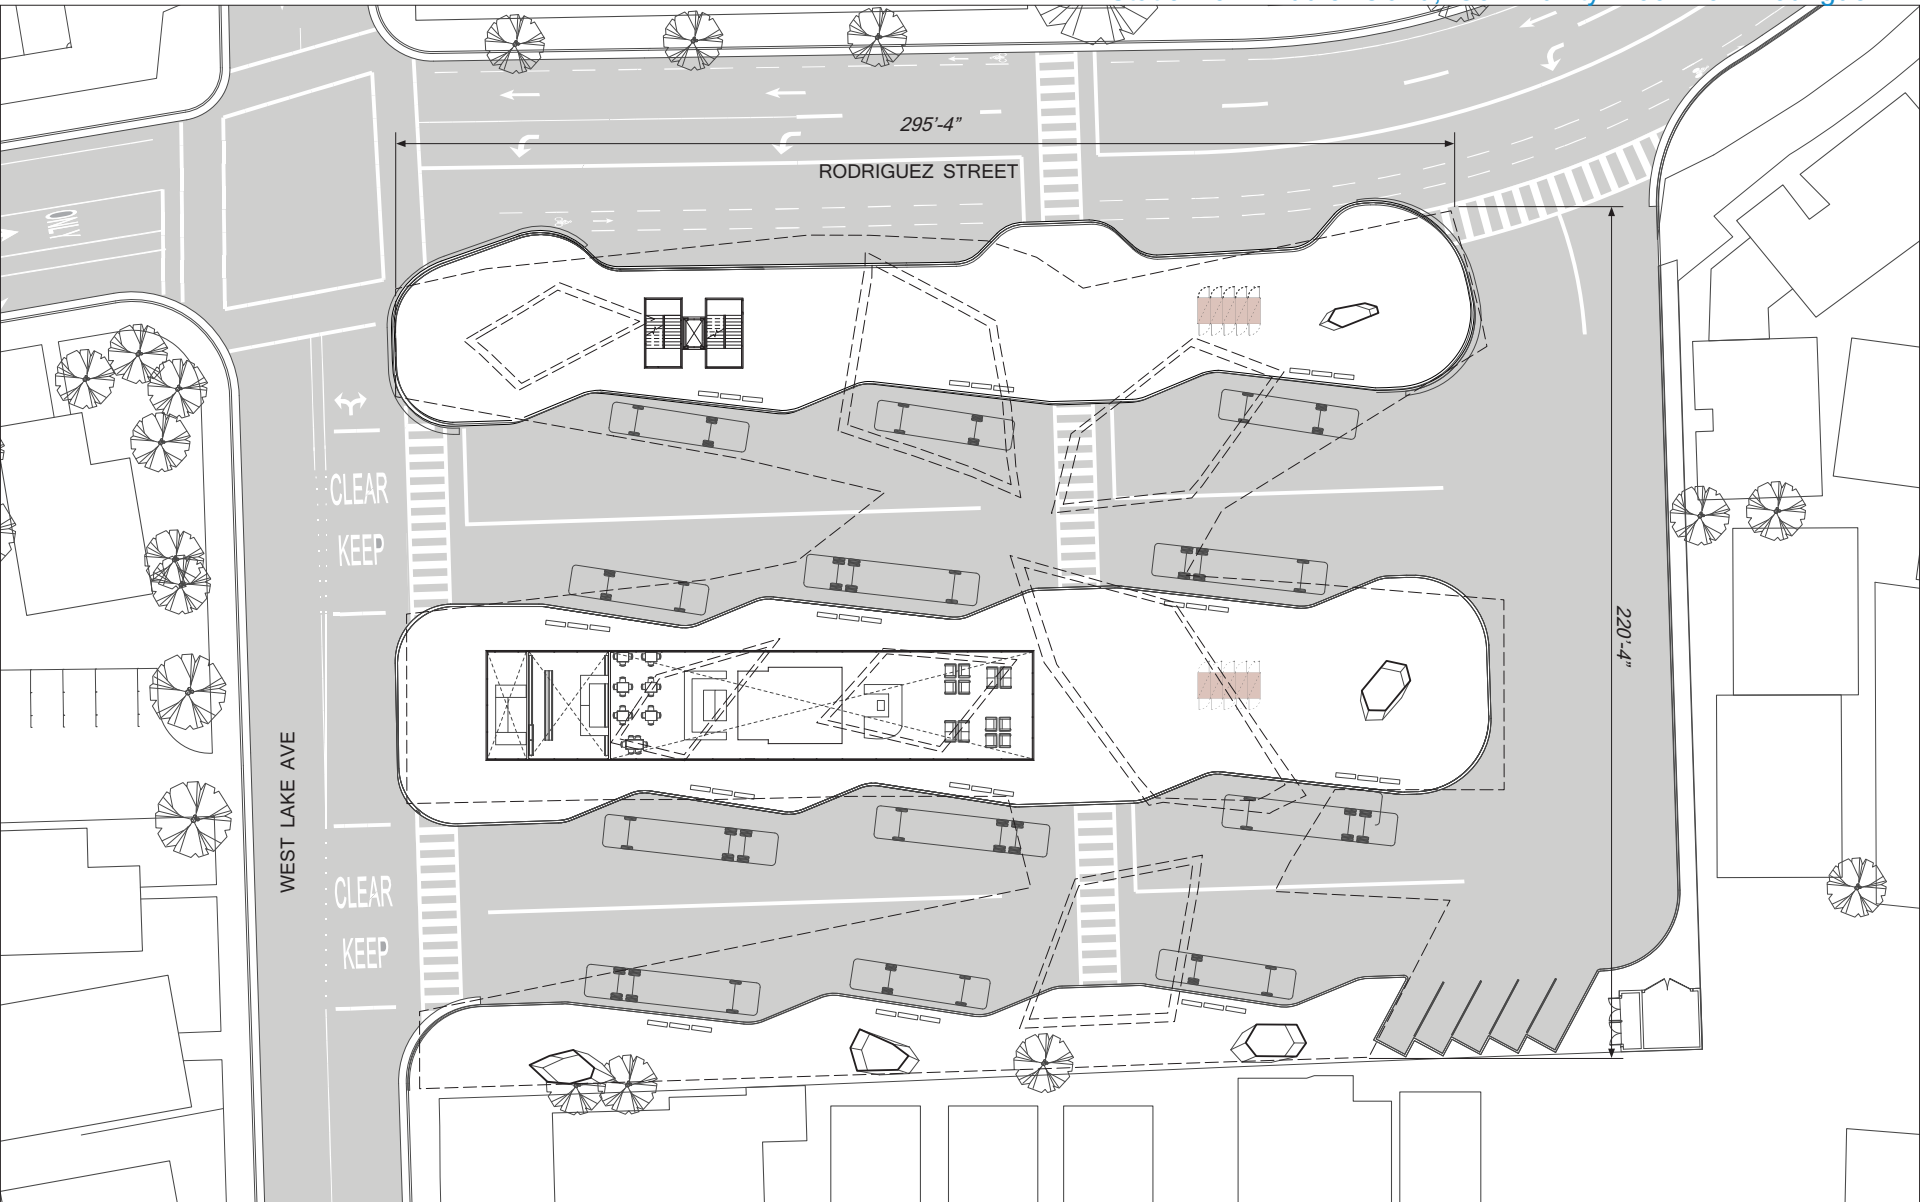 295'-4"
RODRIGUEZ STREET
ONLY
CLEAR
KEEP
220'-4"
WEST LAKE AVE
CLEAR
KEEP